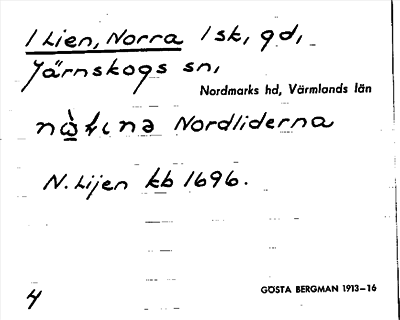 1 Lien, Norra 1 sk, gd,
Järnskogs sn,
Nordmarks hd, Värmlands län
Nordliderna
N. Lijen kb 1696.
4
GÖSTA BERGMAN 1913–16